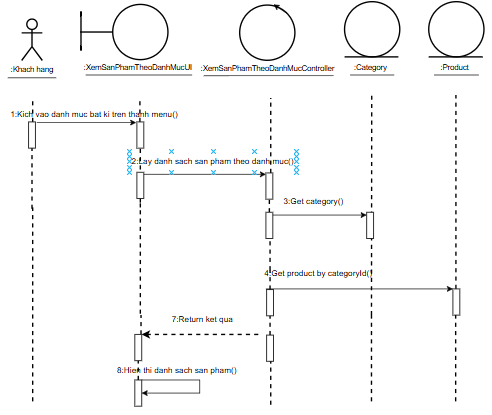 :Khach hang
:XemSanPhamTheoDanhMucUI
:XemSanPhamTheoDanhMucController
:Category
:Product
1:Kich vao danh muc bat ki tren thanh menu()
2:Lay danh sach san pham theo danh muc()
3:Get category()
4:Get product by categoryId()
7:Return ket qua
8:Hien thi danh sach san pham()